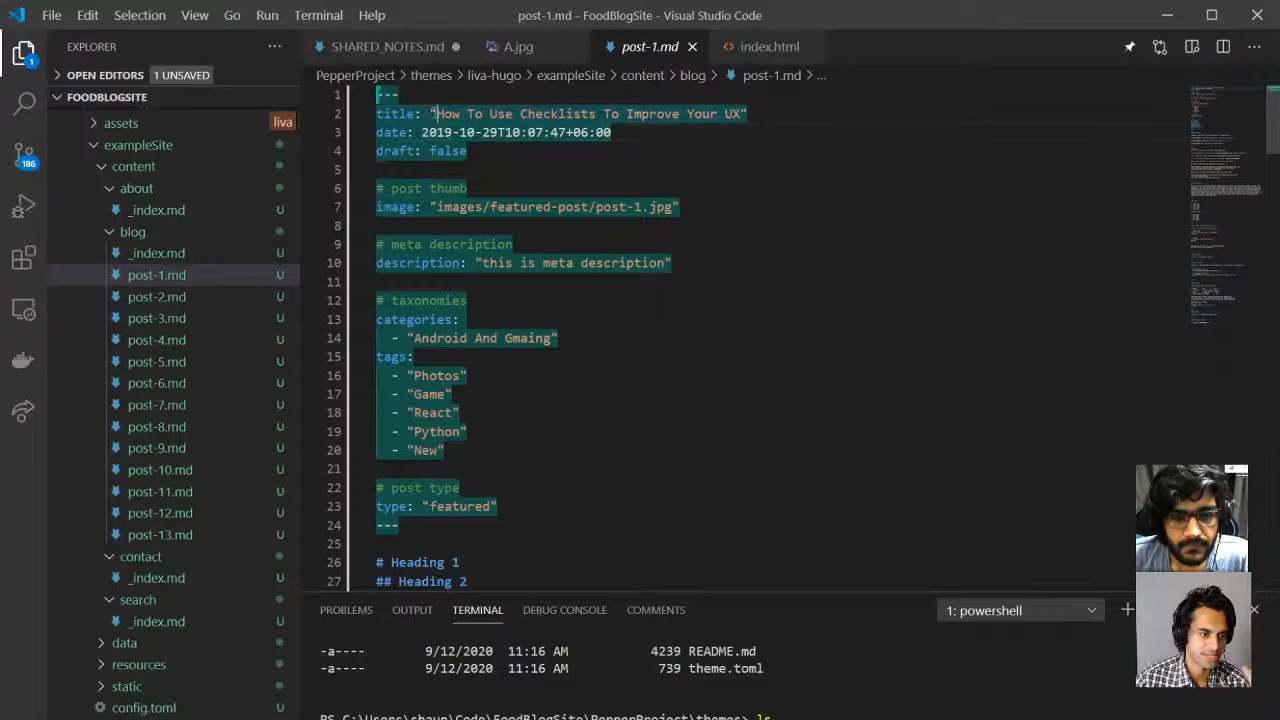 File Edit Selection View Go Run Terminal Help
post-1.md - FoodBlogSite - Visual Studio Code
EXPLORER
SHARED_NOTES.md
A.jpg
post-1.md
index.html
OPEN EDITORS 1 UNSAVED
PepperProject > themes > liva-hugo > exampleSite > content > blog > post-1.md > ...
FOODBLOGSITE
assets
liva
exampleSite
content
about
_index.md U
blog
_index.md U
post-1.md U
post-2.md U
post-3.md U
post-4.md U
post-5.md U
post-6.md U
post-7.md U
post-8.md U
post-9.md U
post-10.md U
post-11.md U
post-12.md U
post-13.md U
contact
_index.md U
search
_index.md U
data
resources
static
config.toml U
1
186
1 ---
2 title: "How To Use Checklists To Improve Your UX"
3 date: 2019-10-29T10:07:47+06:00
4 draft: false
5
6 # post thumb
7 image: "images/featured-post/post-1.jpg"
8
9 # meta description
10 description: "this is meta description"
11
12 # taxonomies
13 categories:
14 - "Android And Gmaing"
15 tags:
16 - "Photos"
17 - "Game"
18 - "React"
19 - "Python"
20 - "New"
21
22 # post type
23 type: "featured"
24 ---
25
26 # Heading 1
27 ## Heading 2
PROBLEMS OUTPUT TERMINAL DEBUG CONSOLE COMMENTS
1: powershell
-a---- 9/12/2020 11:16 AM 4239 README.md
-a---- 9/12/2020 11:16 AM 739 theme.toml
PS C:\Users\shaun\Code\FoodBlogSite\PepperProject\themes> ls